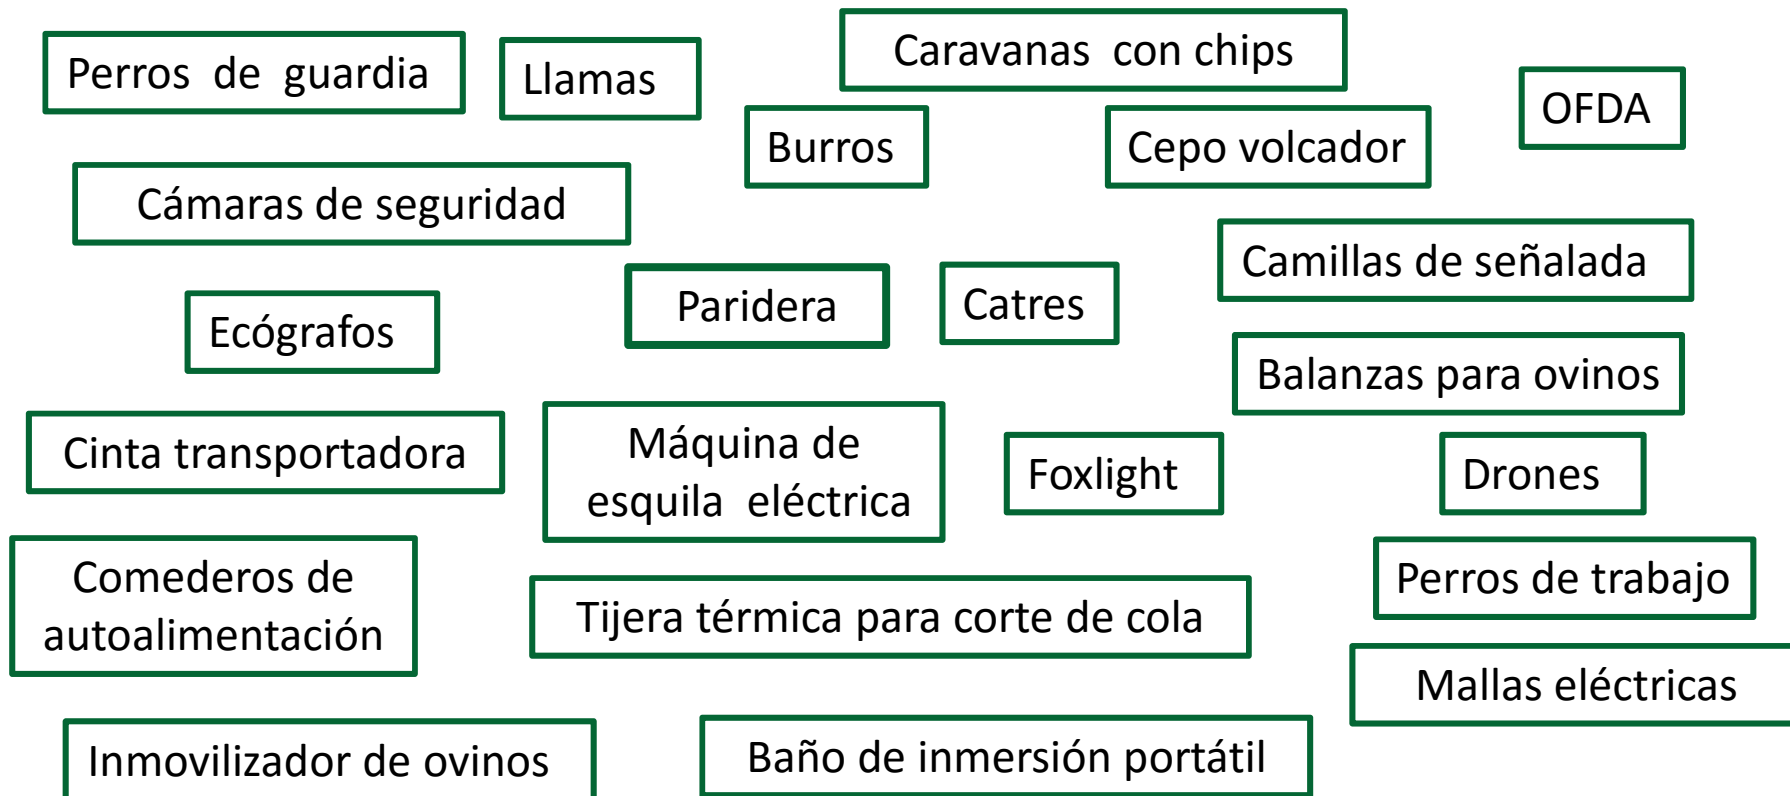 Perros de guardia
Llamas
Caravanas con chips
OFDA
Burros
Cepo volcador
Cámaras de seguridad
Camillas de señalada
Paridera
Catres
Ecógrafos
Balanzas para ovinos
Cinta transportadora
Máquina de
esquila eléctrica
Foxlight
Drones
Comederos de
autoalimentación
Tijera térmica para corte de cola
Perros de trabajo
Mallas eléctricas
Inmovilizador de ovinos
Baño de inmersión portátil